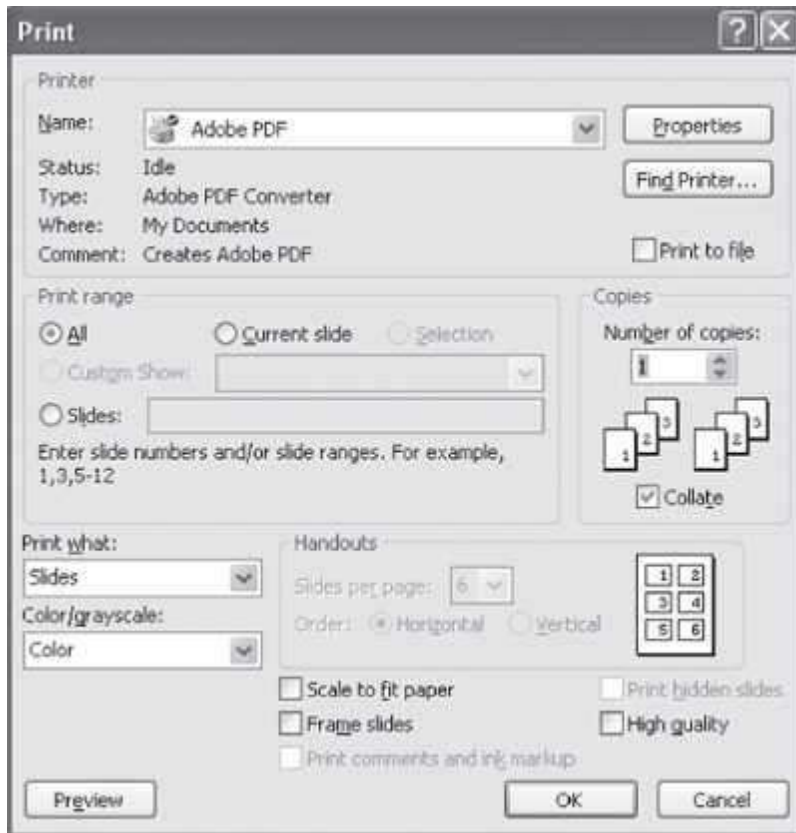 Print
Printer
Name: Adobe PDF Properties
Status: Idle
Type: Adobe PDF Converter Find Printer...
Where: My Documents
Comment: Creates Adobe PDF Print to file
Print range Copies
All Current slide Selection Number of copies:
Custom Show: 1
Slides:
Enter slide numbers and/or slide ranges. For example,
1,3,5-12
1 2 3 1 2 3
Collate
Print what: Handouts
Slides Slides per page: 6 1 2
Color/grayscale: 3 4
Color Order: Horizontal Vertical 5 6
Scale to fit paper Print hidden slides
Frame slides High quality
Print comments and ink markup
Preview OK Cancel